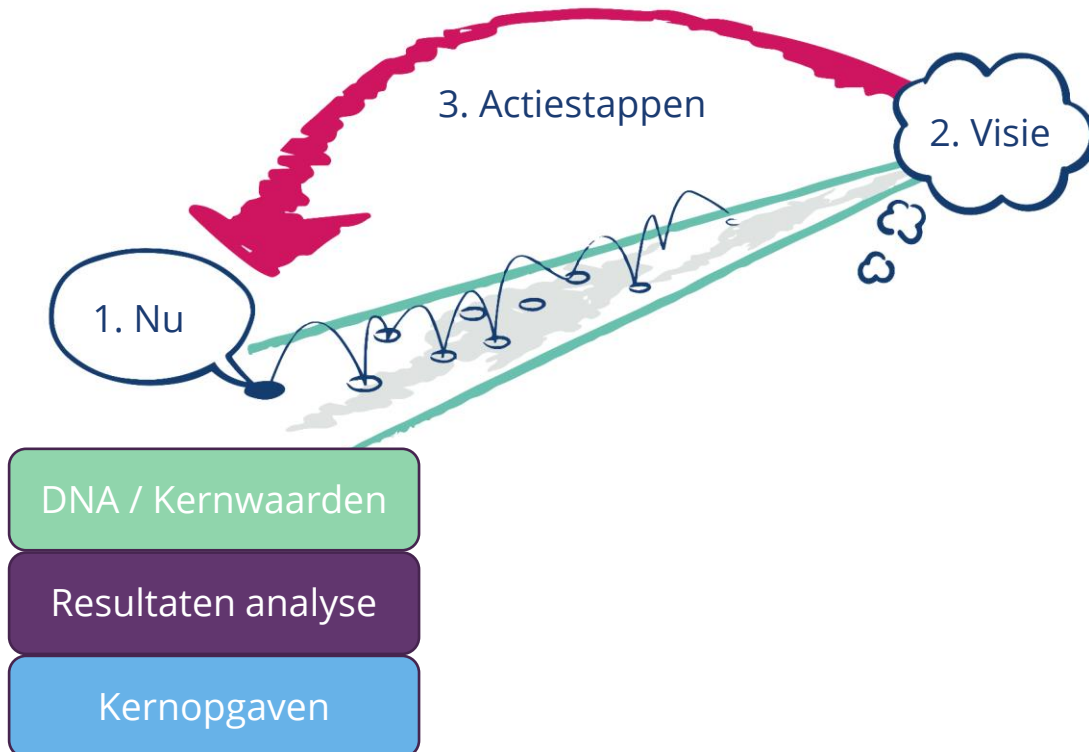 3. Actiestappen
2. Visie
1. Nu
DNA / Kernwaarden
Resultaten analyse
Kernopgaven